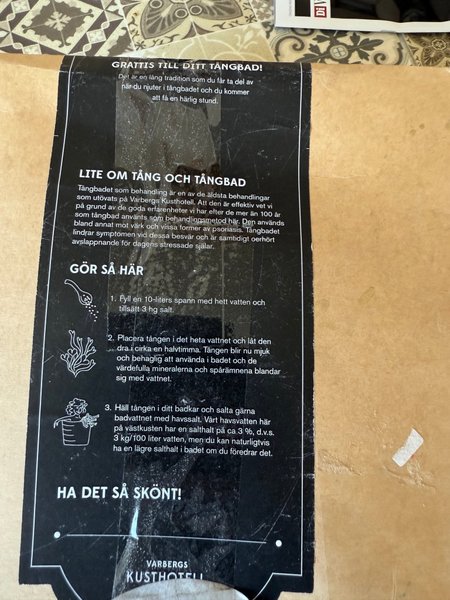 GRATTIS TILL DITT TÅNGBAD!
Det är en lång tradition som du får ta del av
när du njuter i tångbadet och du kommer
att få en härlig stund.
LITE OM TÅNG OCH TÅNGBAD
Tångbadet som behandling är en av de äldsta behandlingar
som utövats på Varbergs Kusthotell. Att den är effektiv vet vi
på grund av de goda erfarenheter vi har efter de mer än 100 år
som tångbad använts som behandlingsmetod här. Den används
bland annat mot värk och vissa former av psoriasis. Tångbadet
lindrar symptomen vid dessa besvär och är samtidigt oerhört
avslappnande för dagens stressade själar.
GÖR SÅ HÄR
1. Fyll en 10-liters spann med hett vatten och
tillsätt 3 hg salt.
2. Placera tången i det heta vattnet och låt den
dra i cirka en halvtimma. Tången blir nu mjuk
och behaglig att använda i badet och de
värdefulla mineralerna och spårämnena blandar
sig med vattnet.
3. Häll tången i ditt badkar och salta gärna
badvattnet med havssalt. Vårt havsvatten här
på västkusten har en salthalt på ca 3 %, d.v.s.
3 kg/100 liter vatten, men du kan naturligtvis
ha en lägre salthalt i badet om du föredrar det.
HA DET SÅ SKÖNT!
VARBERGS
KUSTHOTELL